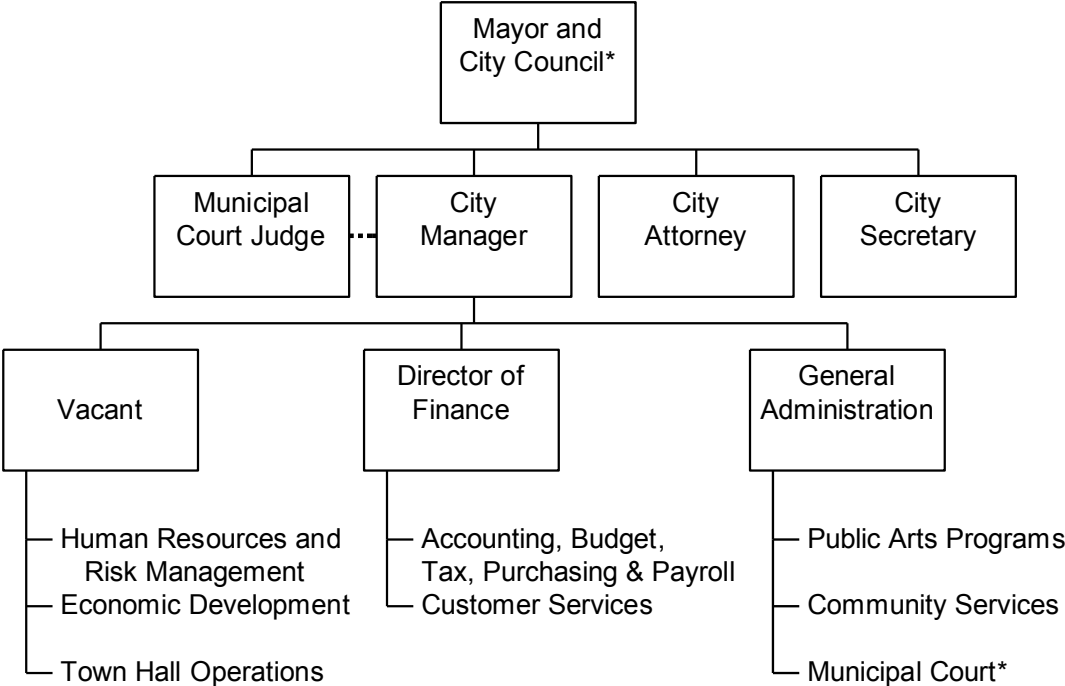 Mayor and
City Council*
Municipal
Court Judge
City
Manager
City
Attorney
City
Secretary
Vacant
Director of
Finance
General
Administration
Human Resources and
Risk Management
Economic Development
Town Hall Operations
Accounting, Budget,
Tax, Purchasing & Payroll
Customer Services
Public Arts Programs
Community Services
Municipal Court*